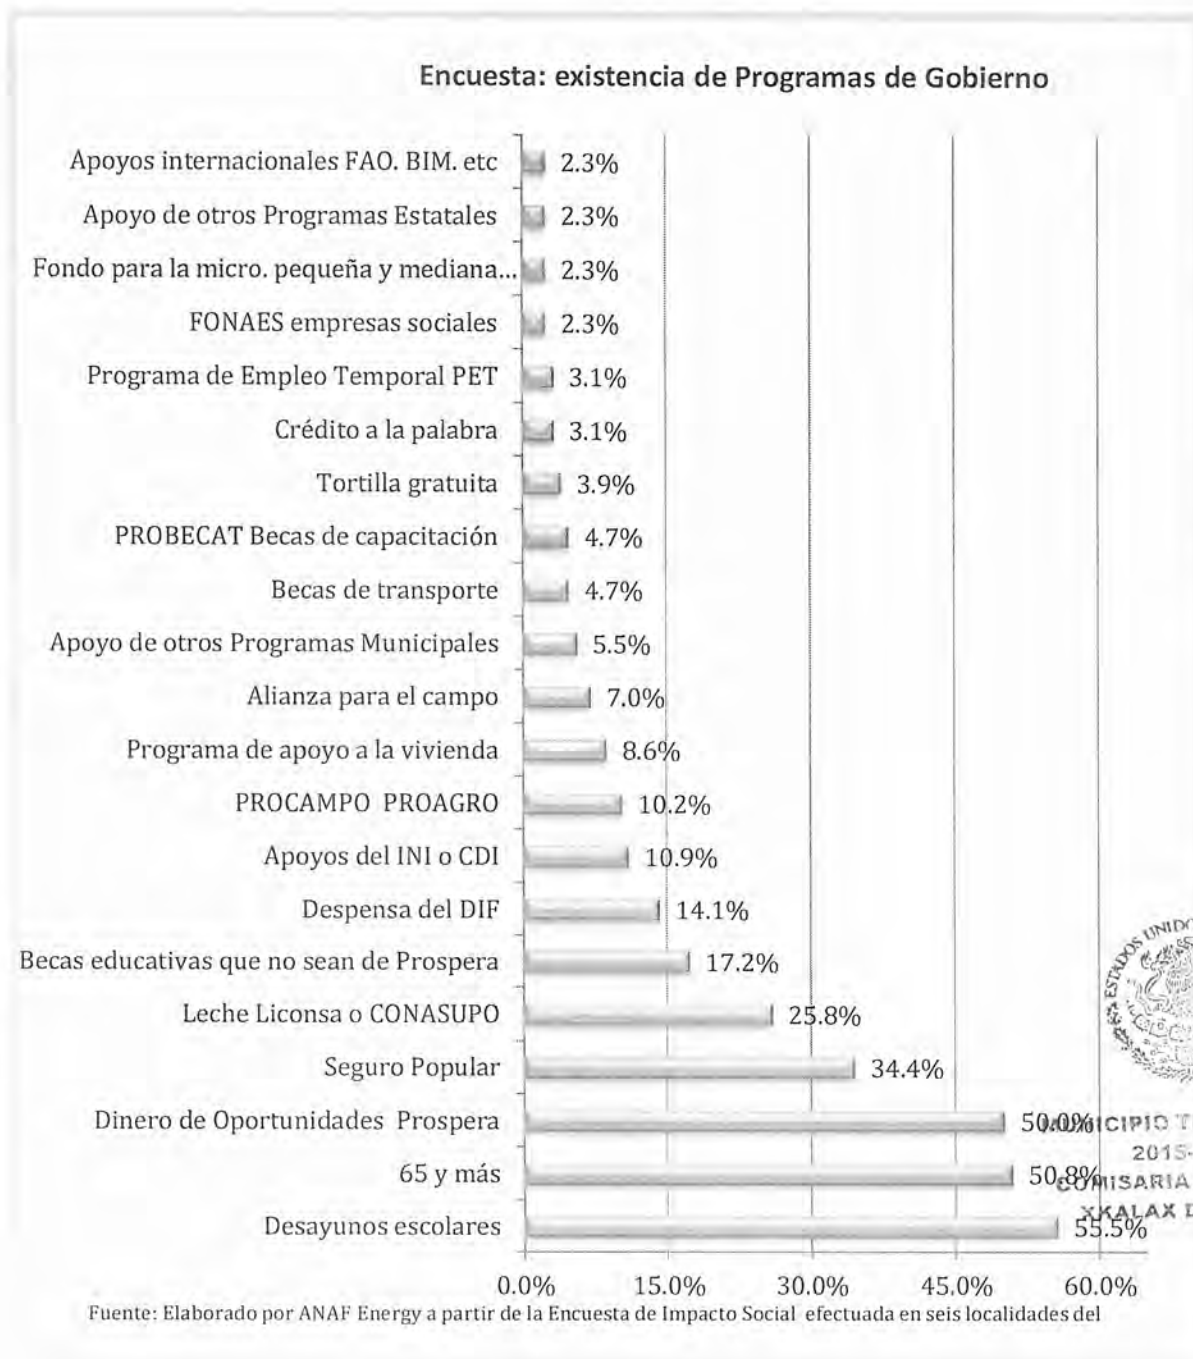 Encuesta: existencia de Programas de Gobierno
Apoyos internacionales FAO. BIM. etc 2.3%
Apoyo de otros Programas Estatales 2.3%
Fondo para la micro. pequeña y mediana... 2.3%
FONAES empresas sociales 2.3%
Programa de Empleo Temporal PET 3.1%
Crédito a la palabra 3.1%
Tortilla gratuita 3.9%
PROBECAT Becas de capacitación 4.7%
Becas de transporte 4.7%
Apoyo de otros Programas Municipales 5.5%
Alianza para el campo 7.0%
Programa de apoyo a la vivienda 8.6%
PROCAMPO PROAGRO 10.2%
Apoyos del INI o CDI 10.9%
Despensa del DIF 14.1%
Becas educativas que no sean de Prospera 17.2%
Leche Liconsa o CONASUPO 25.8%
Seguro Popular 34.4%
Dinero de Oportunidades Prospera 50.0%
65 y más 50.8%
Desayunos escolares 55.5%
0.0% 15.0% 30.0% 45.0% 60.0%
Fuente: Elaborado por ANAF Energy a partir de la Encuesta de Impacto Social efectuada en seis localidades del
ESTADOS UNIDO
MUNICIPIO T
2015-
COMISARIA
XKALAX D